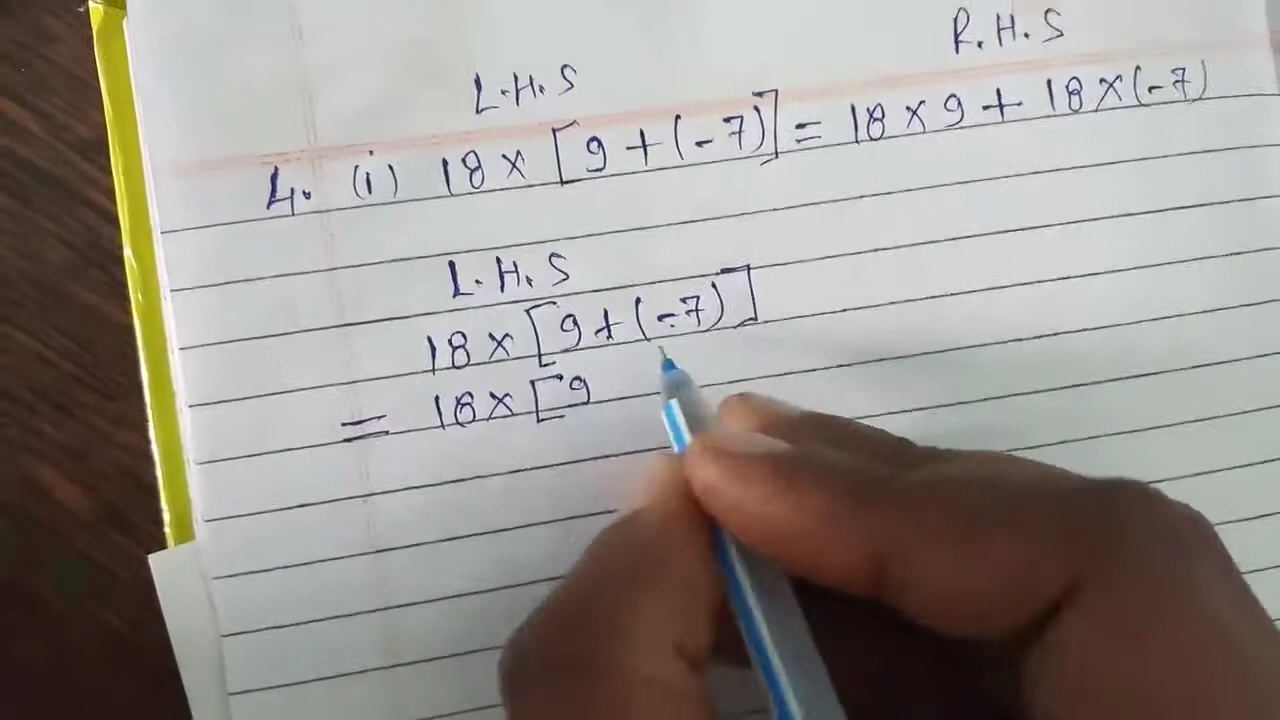 L.H.S R.H.S
4. (i) 18 × [9 + (-7)] = 18 × 9 + 18 × (-7)
L.H.S
18 × [9 + (-7)]
= 18 × [9